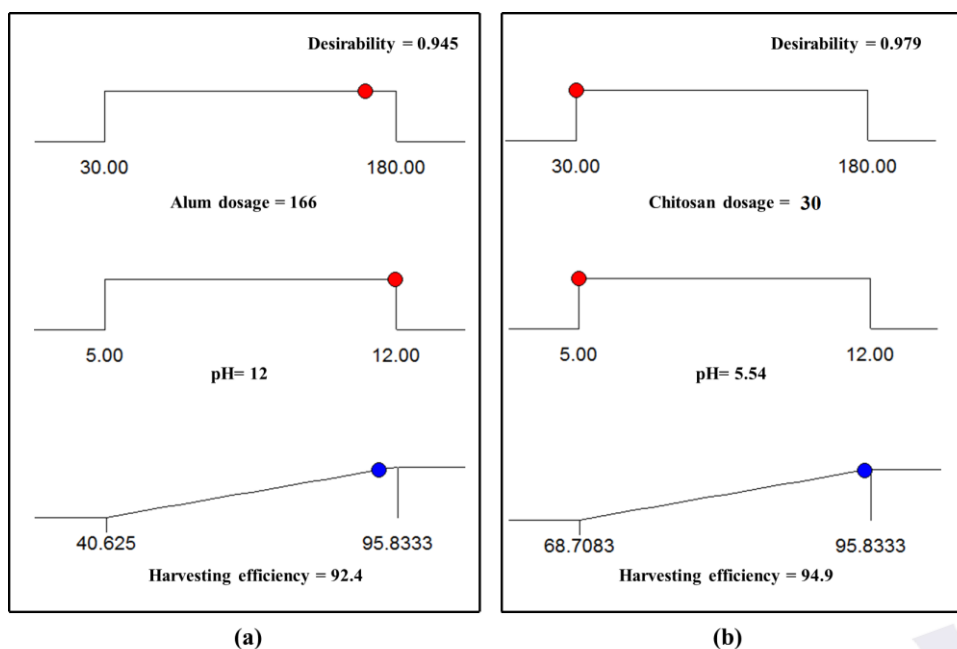 Desirability = 0.945
30.00 180.00
Alum dosage = 166
5.00 12.00
pH= 12
40.625 95.8333
Harvesting efficiency = 92.4
(a)
Desirability = 0.979
30.00 180.00
Chitosan dosage = 30
5.00 12.00
pH= 5.54
68.7083 95.8333
Harvesting efficiency = 94.9
(b)